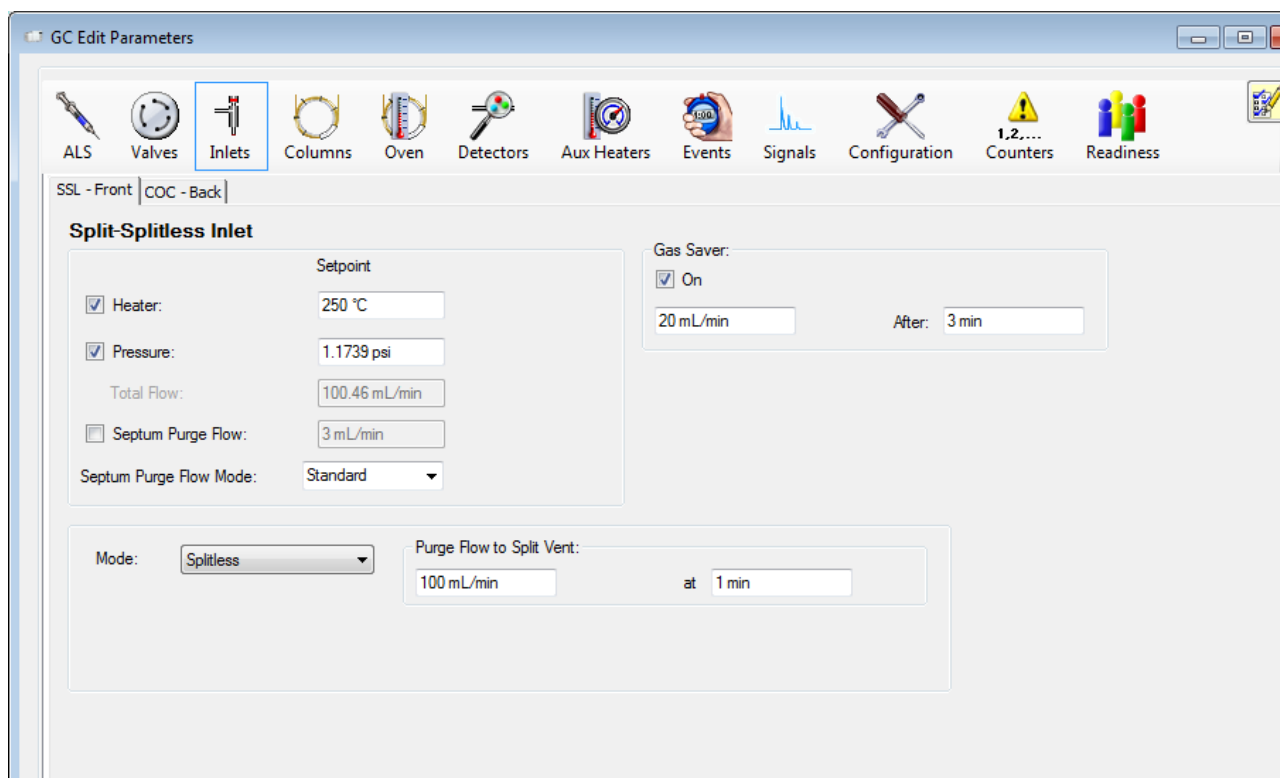 GC Edit Parameters
ALS Valves Inlets Columns Oven Detectors Aux Heaters 1:00 Events Signals Configuration 1,2,... Counters Readiness
SSL - Front COC - Back
Split-Splitless Inlet
Setpoint
Heater: 250 °C
Pressure: 1.1739 psi
Total Flow: 100.46 mL/min
Septum Purge Flow: 3 mL/min
Septum Purge Flow Mode: Standard
Gas Saver:
On
20 mL/min After: 3 min
Mode: Splitless
Purge Flow to Split Vent:
100 mL/min at 1 min